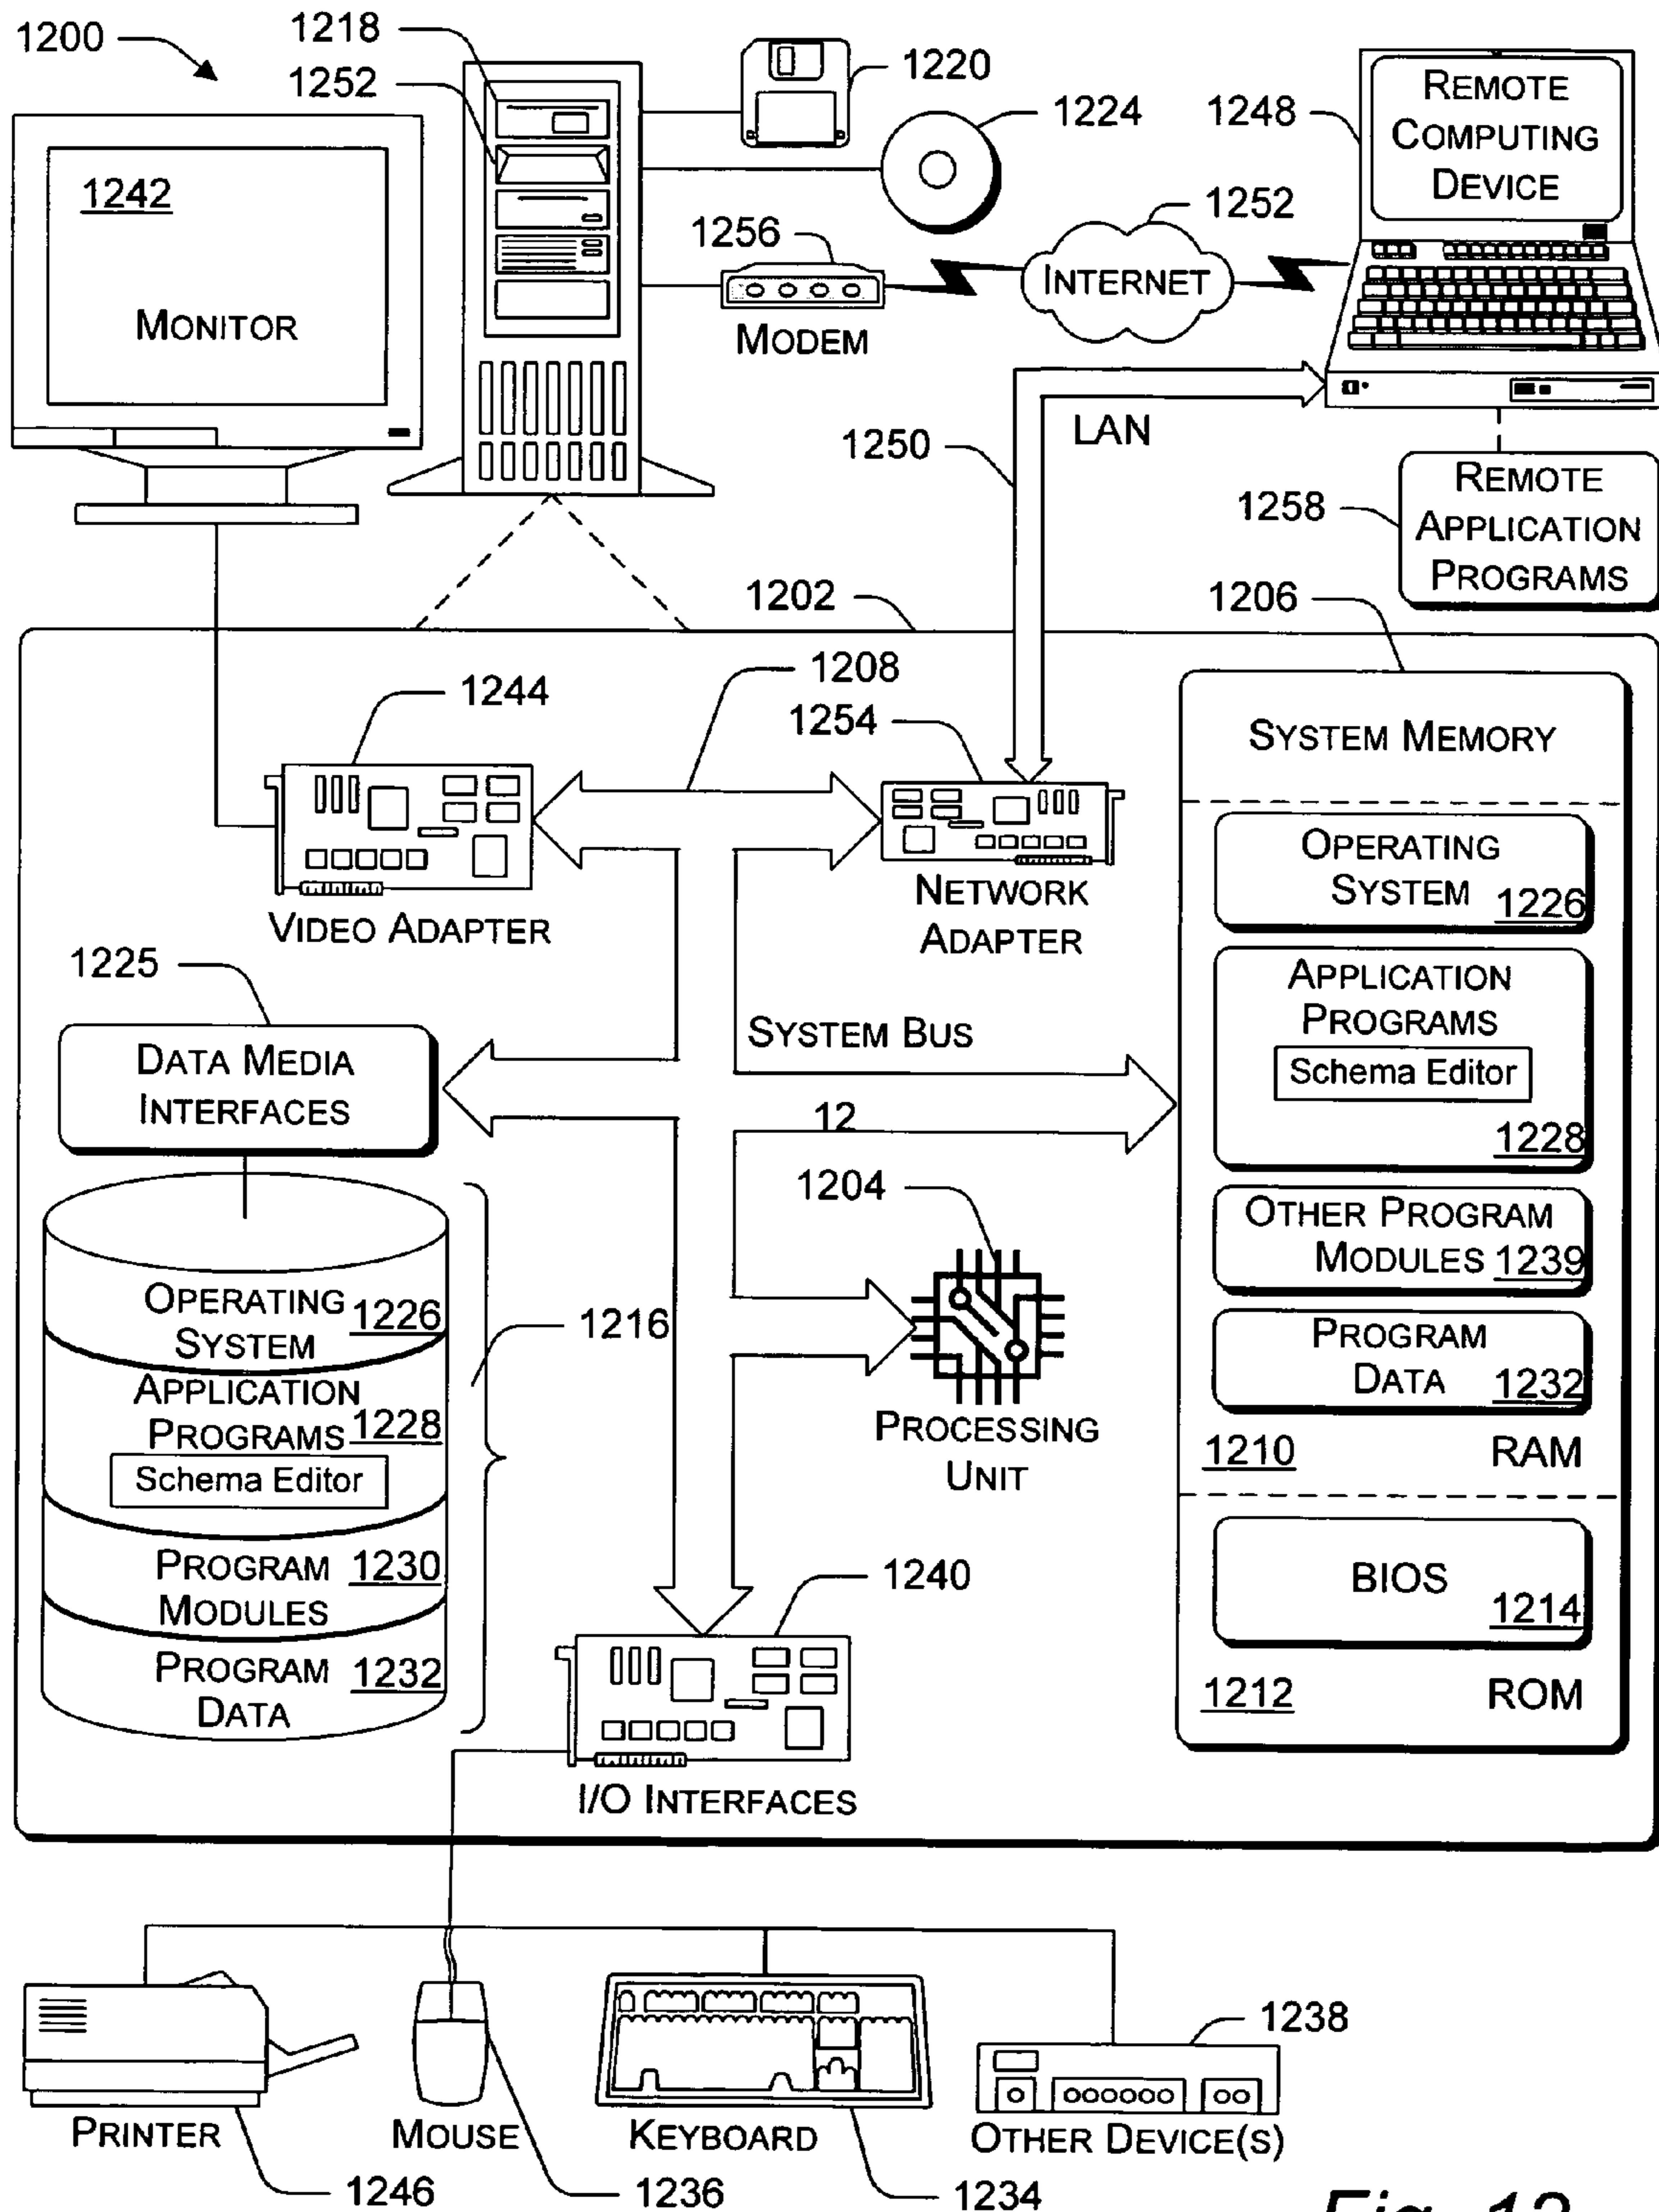 1200
1218
1252
1220
1224
1248
REMOTE
COMPUTING
DEVICE
1242
MONITOR
1256
MODEM
1252
INTERNET
1250
LAN
1258
REMOTE
APPLICATION
PROGRAMS
1202
1206
1208
1244
1254
VIDEO ADAPTER
NETWORK
ADAPTER
SYSTEM MEMORY
OPERATING
SYSTEM 1226
APPLICATION
PROGRAMS
Schema Editor
1228
OTHER PROGRAM
MODULES 1239
PROGRAM
DATA 1232
1210 RAM
BIOS
1214
1212 ROM
1225
DATA MEDIA
INTERFACES
SYSTEM BUS
12
1204
PROCESSING
UNIT
OPERATING 1226
SYSTEM
APPLICATION
PROGRAMS 1228
Schema Editor
PROGRAM 1230
MODULES
PROGRAM 1232
DATA
1216
1240
I/O INTERFACES
PRINTER
1246
MOUSE
1236
KEYBOARD
1234
1238
OTHER DEVICE(S)